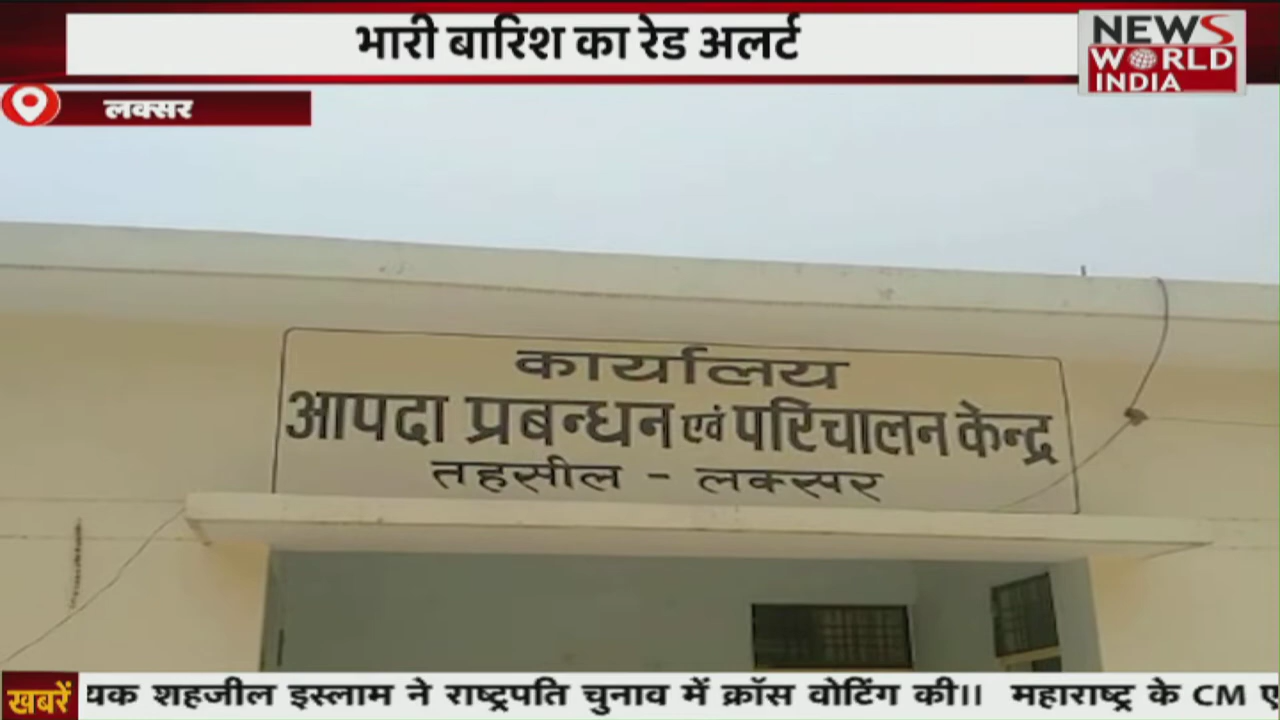 भारी बारिश का रेड अलर्ट
NEWS
WORLD
INDIA
लक्सर
कार्यालय
आपदा प्रबन्धन एवं परिचालन केन्द्र
तहसील - लक्सर
खबरें यक शहजील इस्लाम ने राष्ट्रपति चुनाव में क्रॉस वोटिंग की।। महाराष्ट्र के CM ए